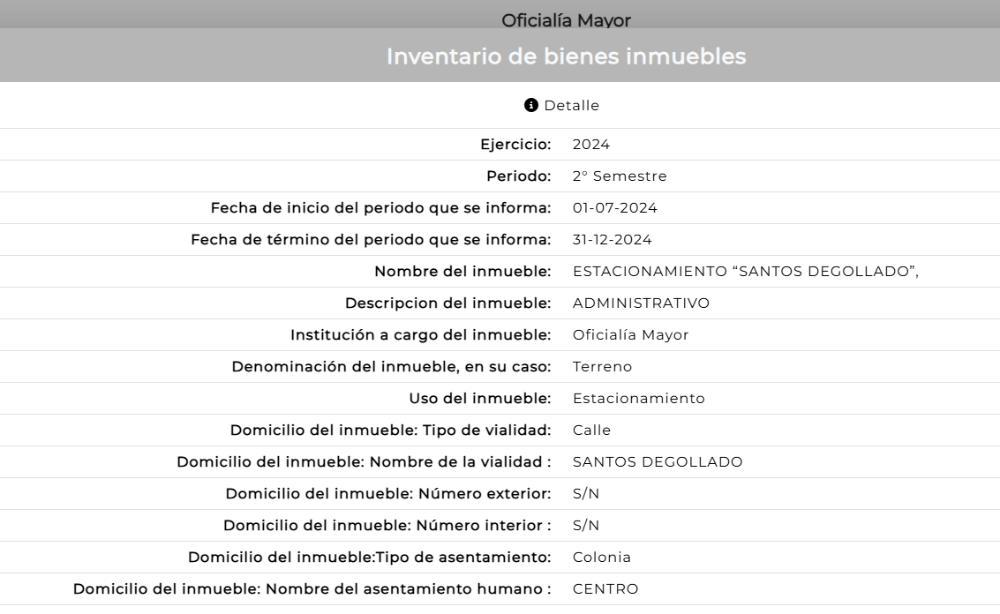 Oficialía Mayor
Inventario de bienes inmuebles
Detalle
Ejercicio: 2024
Periodo: 2° Semestre
Fecha de inicio del periodo que se informa: 01-07-2024
Fecha de término del periodo que se informa: 31-12-2024
Nombre del inmueble: ESTACIONAMIENTO “SANTOS DEGOLLADO”,
Descripcion del inmueble: ADMINISTRATIVO
Institución a cargo del inmueble: Oficialía Mayor
Denominación del inmueble, en su caso: Terreno
Uso del inmueble: Estacionamiento
Domicilio del inmueble: Tipo de vialidad: Calle
Domicilio del inmueble: Nombre de la vialidad : SANTOS DEGOLLADO
Domicilio del inmueble: Número exterior: S/N
Domicilio del inmueble: Número interior : S/N
Domicilio del inmueble:Tipo de asentamiento: Colonia
Domicilio del inmueble: Nombre del asentamiento humano : CENTRO